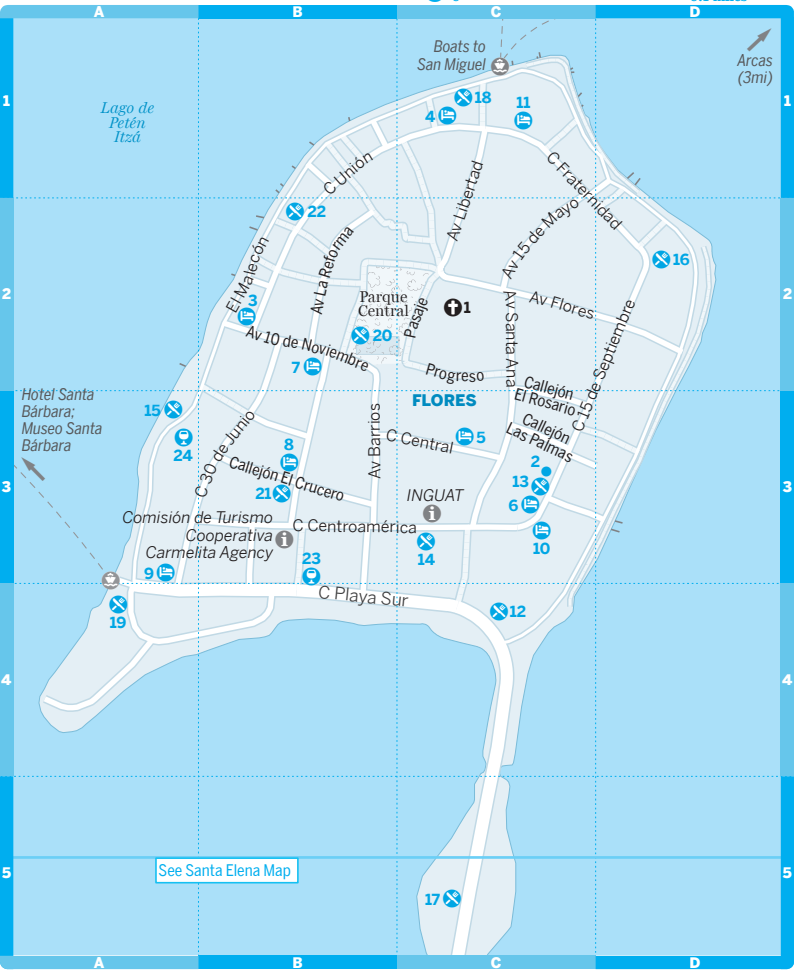 A
B
C
D
Boats to
San Miguel
Arcas
(3mi)
1
1
Lago de
Petén
Itzá
18
11
4
C Unión
C Fraternidad
Av Libertad
22
Av 15 de Mayo
El Malecón
Av La Reforma
16
2
2
3
Parque
Central
Pasaje
1
Av Flores
Av Santa Ana
C 15 de Septiembre
20
Av 10 de Noviembre
7
Progreso
Callejón
El Rosario
Hotel Santa
Bárbara;
Museo Santa
Bárbara
FLORES
15
24
C 30 de Junio
Av Barrios
C Central
5
Callejón
Las Palmas
8
2
3
3
Callejón El Crucero
21
13
INGUAT
6
Comisión de Turismo
Cooperativa
Carmelita Agency
C Centroamérica
14
10
23
9
C Playa Sur
12
19
4
4
See Santa Elena Map
5
5
17
A
B
C
D